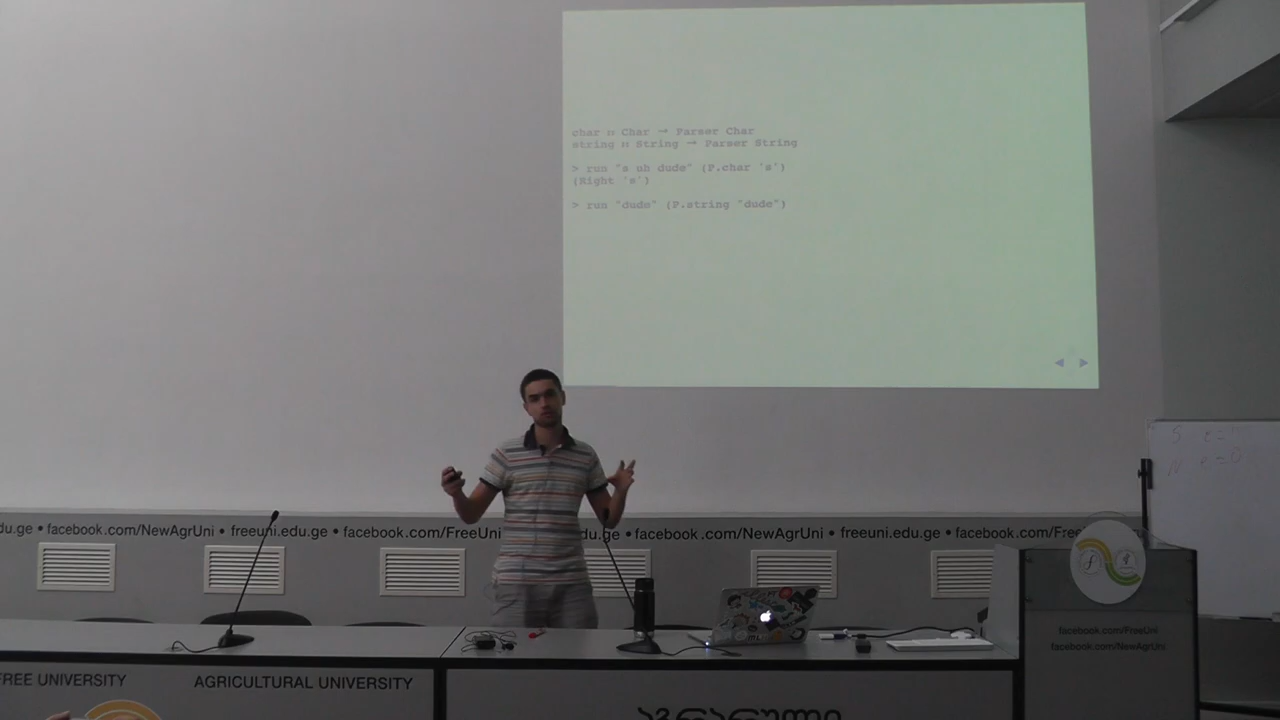 char :: Char → Parser Char
string :: String → Parser String
> run "s uh dude" (P.char 's')
(Right 's')
> run "dude" (P.string "dude")
du.ge • facebook.com/NewAgrUni • freeuni.edu.ge • facebook.com/FreeUni
du.ge • facebook.com/NewAgrUni • freeuni.edu.ge • facebook.com/Free
facebook.com/FreeUni
facebook.com/NewAgrUni
FREE UNIVERSITY
AGRICULTURAL UNIVERSITY